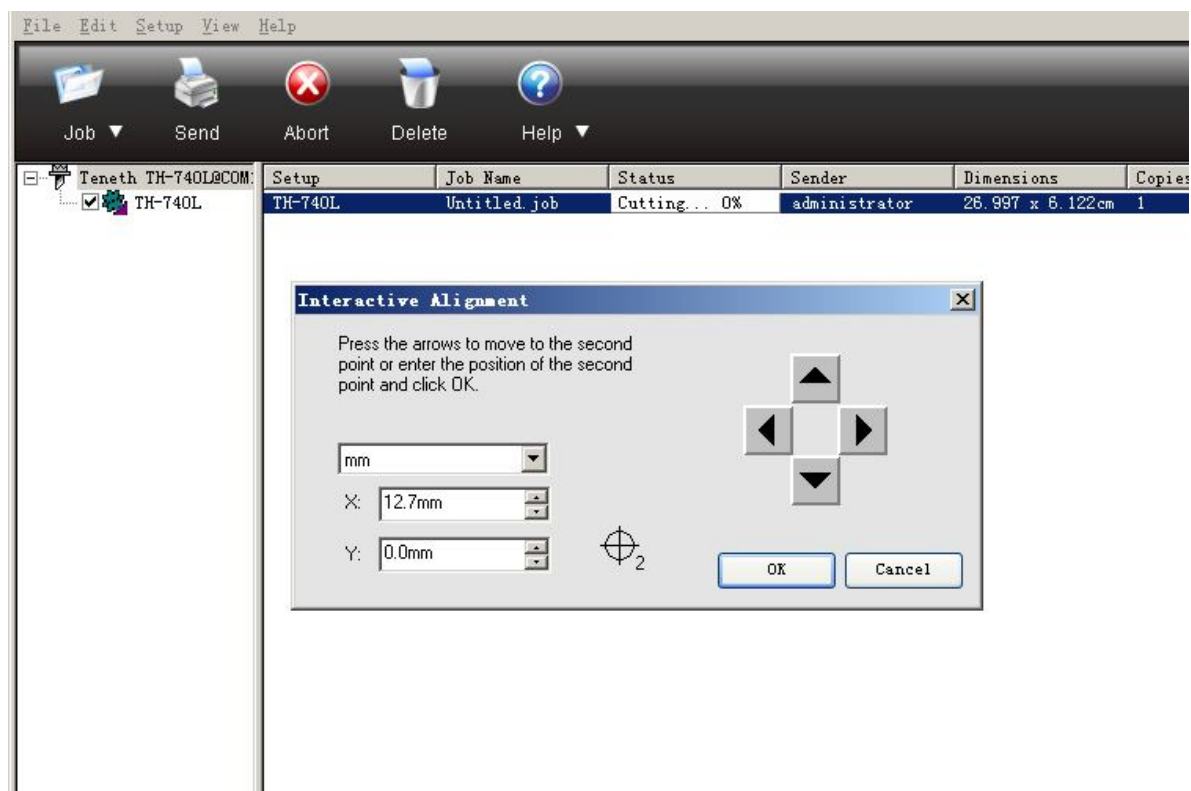 File Edit Setup View Help
Job Send Abort Delete Help
Teneth TH-740L@COM: Setup Job Name Status Sender Dimensions Copies
TH-740L TH-740L Untitled.job Cutting... 0% administrator 26.997 x 6.122cm 1
Interactive Alignment
Press the arrows to move to the second
point or enter the position of the second
point and click OK.
mm
X: 12.7mm
Y: 0.0mm
2
OK Cancel